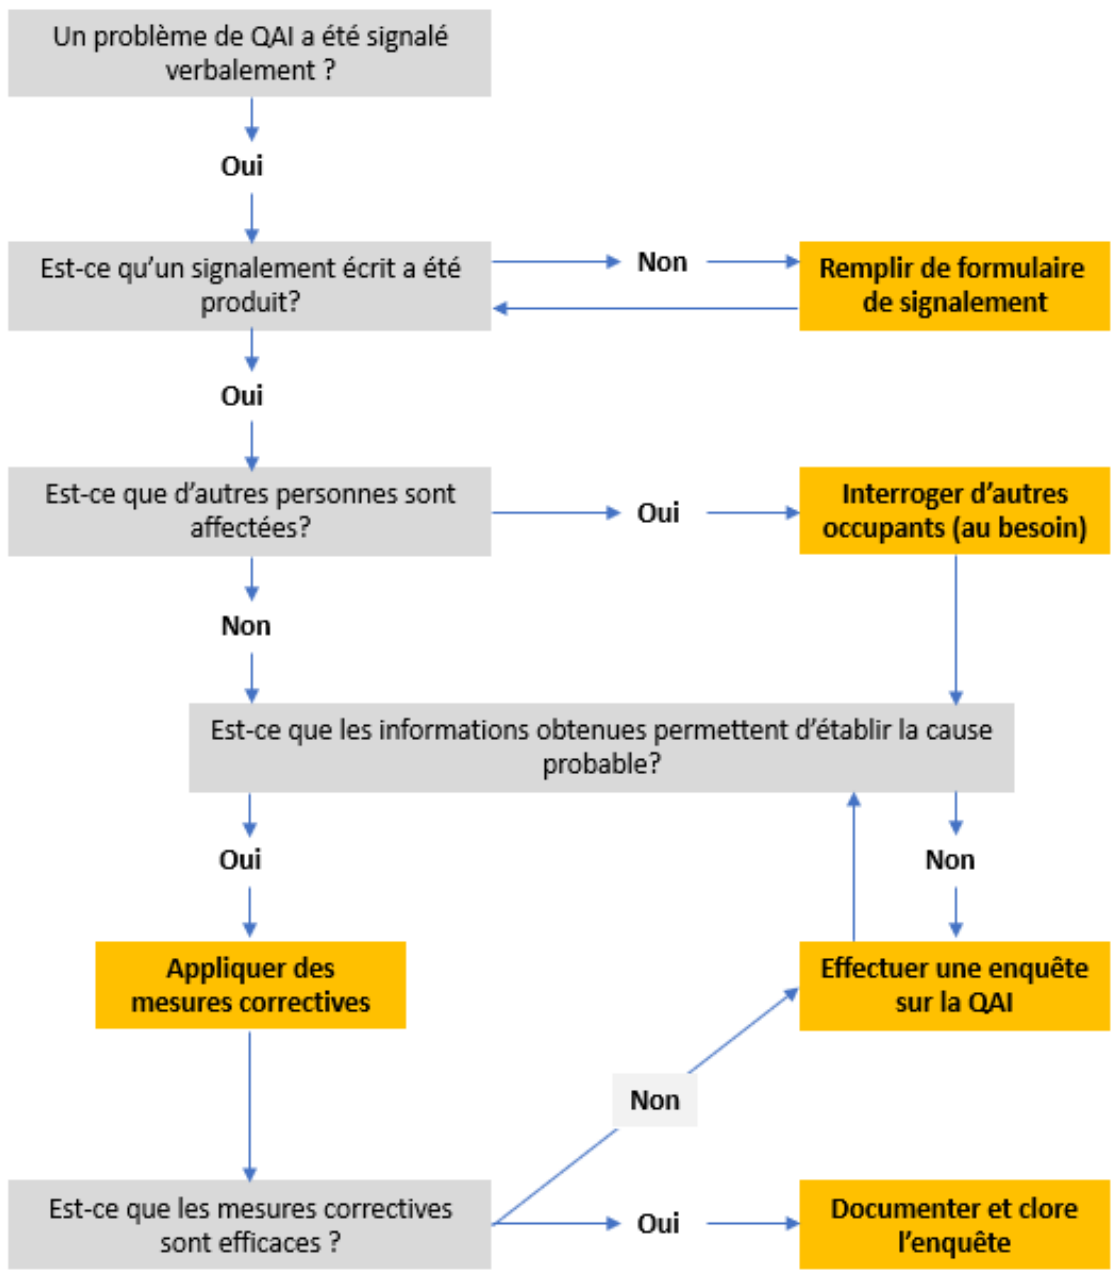 Un problème de QAI a été signalé
verbalement ?
Oui
Est-ce qu’un signalement écrit a été
produit?
Non
Remplir de formulaire
de signalement
Oui
Est-ce que d’autres personnes sont
affectées?
Oui
Interroger d’autres
occupants (au besoin)
Non
Est-ce que les informations obtenues permettent d’établir la cause
probable?
Oui
Non
Appliquer des
mesures correctives
Effectuer une enquête
sur la QAI
Non
Est-ce que les mesures correctives
sont efficaces ?
Oui
Documenter et clore
l’enquête